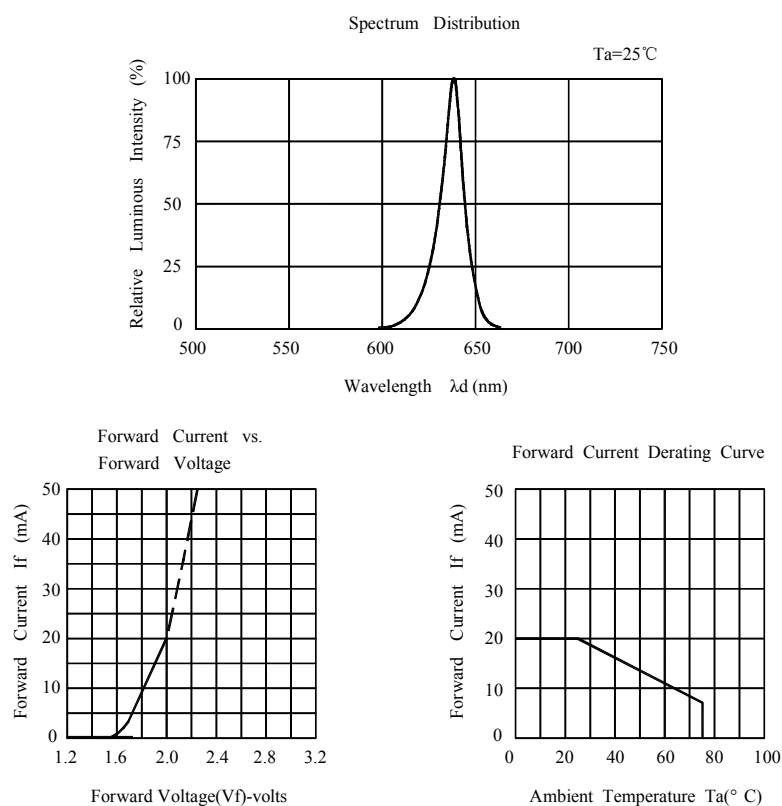 Spectrum Distribution
Ta=25℃
Relative Luminous Intensity (%)
100
75
50
25
0
500 550 600 650 700 750
Wavelength λd (nm)
Forward Current vs.
Forward Voltage
Forward Current If (mA)
50
40
30
20
10
0
1.2 1.6 2.0 2.4 2.8 3.2
Forward Voltage(Vf)-volts
Forward Current Derating Curve
Forward Current If (mA)
50
40
30
20
10
0 20 40 60 80 100
Ambient Temperature Ta(° C)